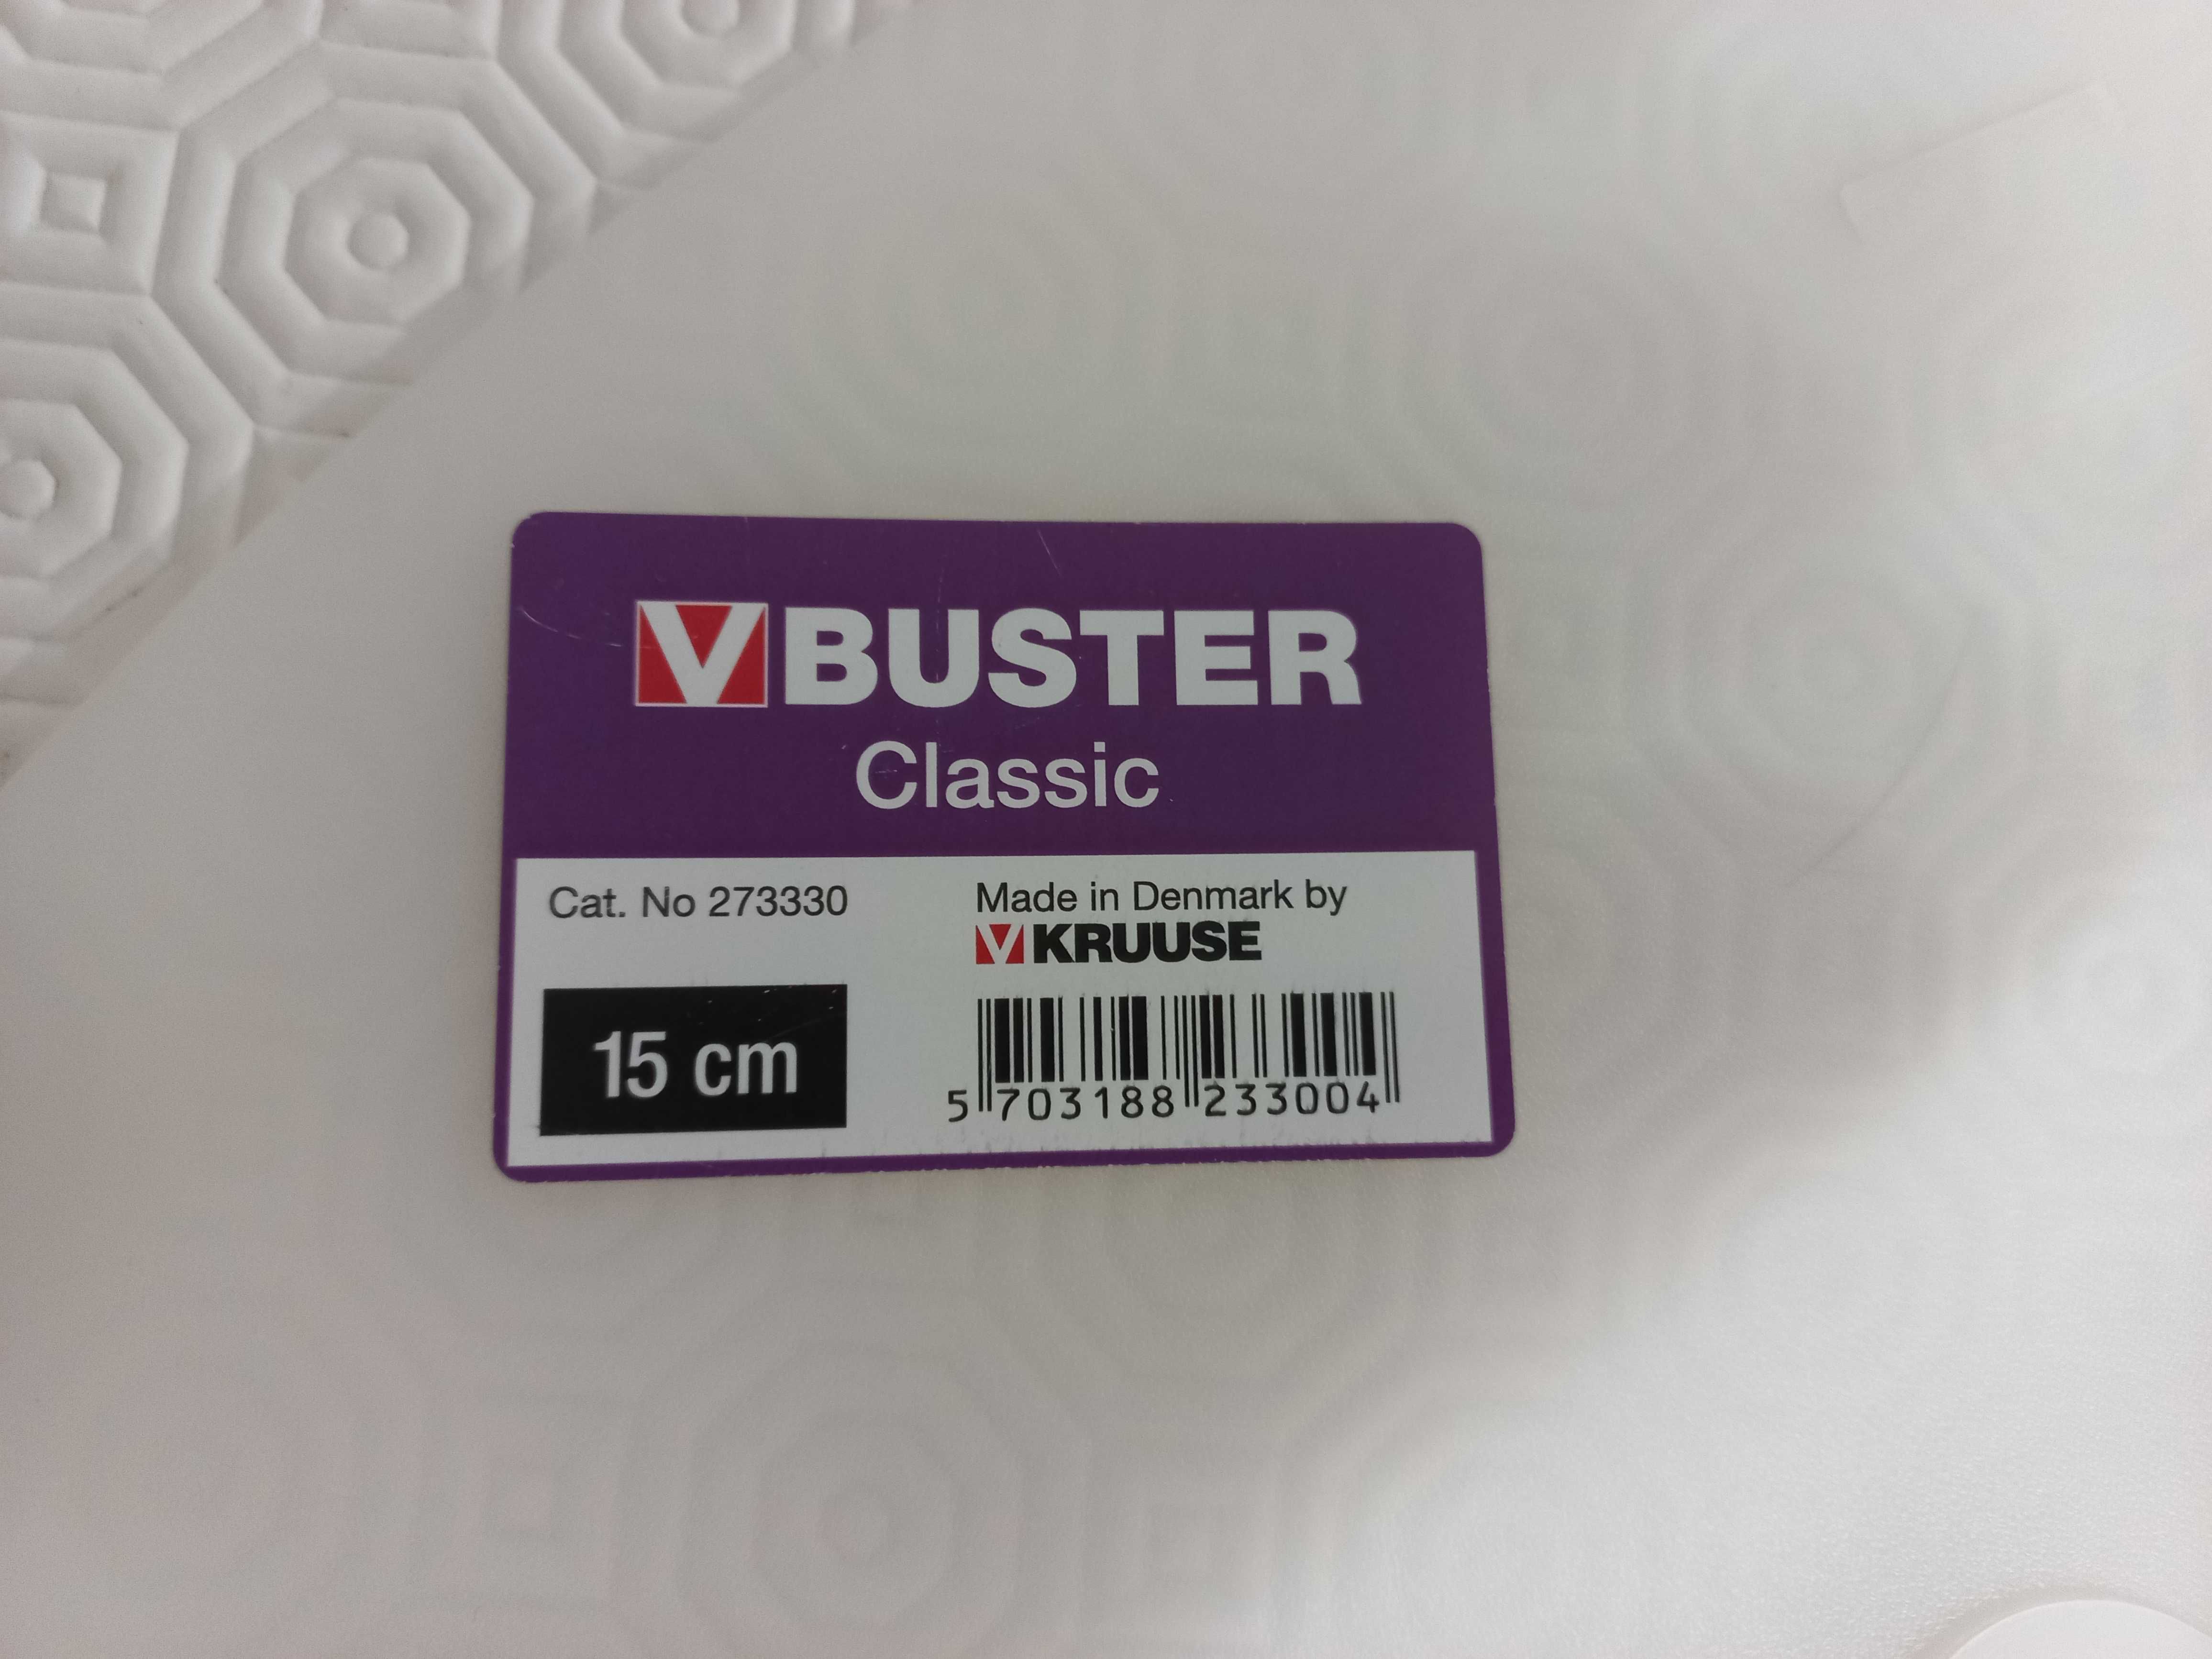 V BUSTER
Classic
Cat. No 273330
Made in Denmark by
V KRUUSE
15 cm
5 703188 233004